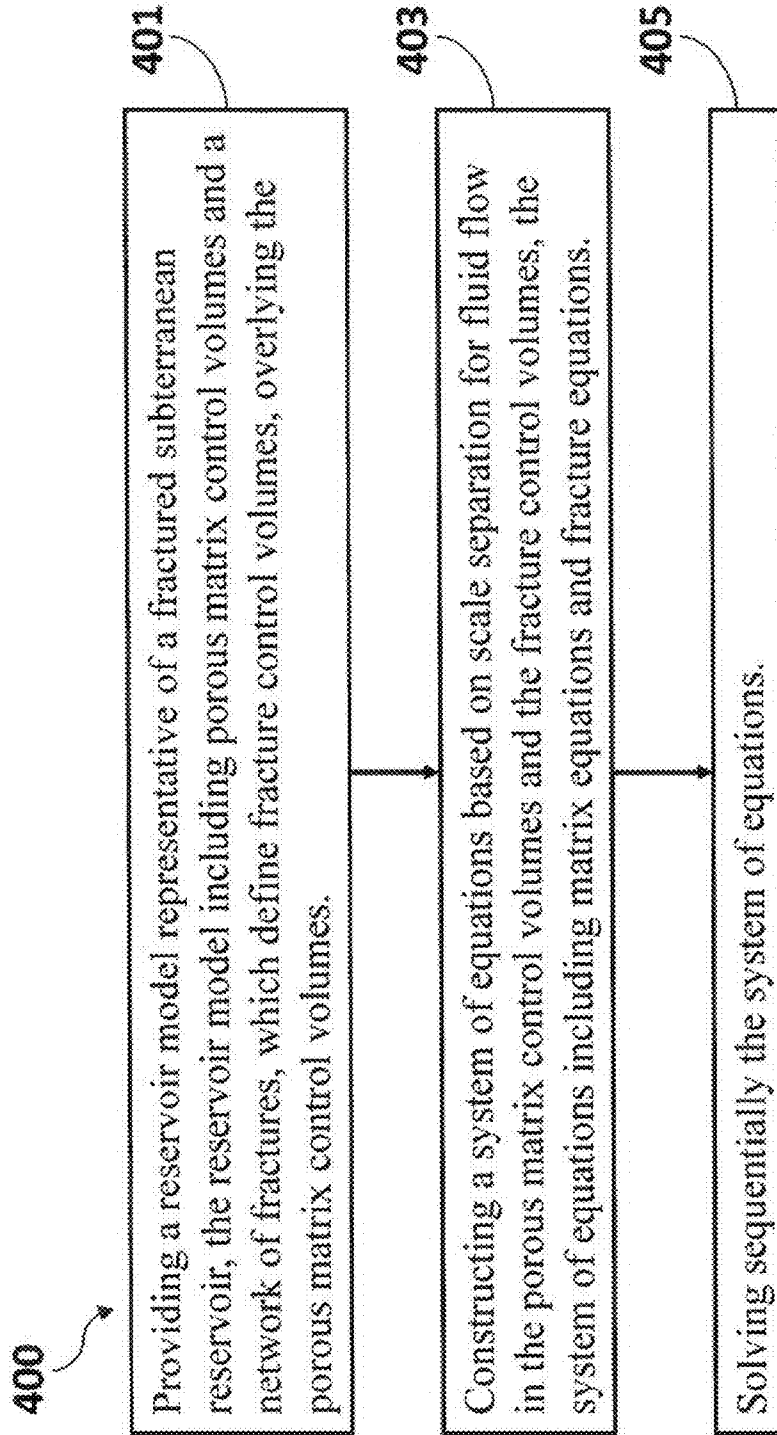 400
401
Providing a reservoir model representative of a fractured subterranean
reservoir, the reservoir model including porous matrix control volumes and a
network of fractures, which define fracture control volumes, overlying the
porous matrix control volumes.
403
Constructing a system of equations based on scale separation for fluid flow
in the porous matrix control volumes and the fracture control volumes, the
system of equations including matrix equations and fracture equations.
405
Solving sequentially the system of equations.